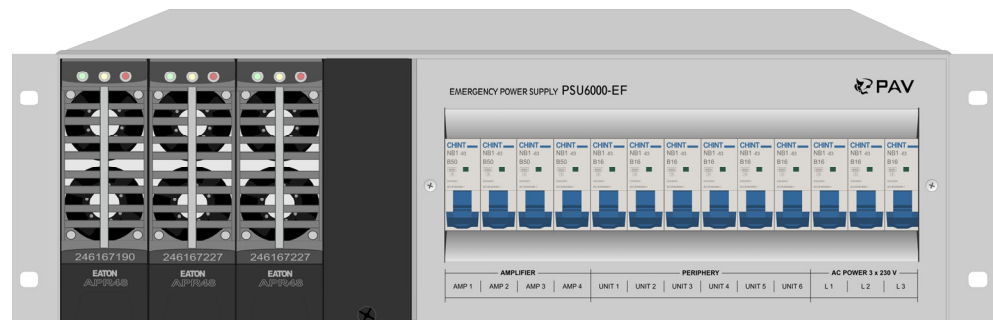 EMERGENCY POWER SUPPLY PSU6000-EF
PAV
CHINT CHINT CHINT CHINT CHINT CHINT CHINT CHINT CHINT CHINT CHINT CHINT CHINT
NB1 -63 NB1 -63 NB1 -63 NB1 -63 NB1 -63 NB1 -63 NB1 -63 NB1 -63 NB1 -63 NB1 -63 NB1 -63 NB1 -63 NB1 -63
B50 B50 B50 B50 B16 B16 B16 B16 B16 B16 B16 B16 B16
246167190 246167227 246167227
EATON EATON EATON
APR48 APR48 APR48
AMPLIFIER PERIPHERY AC POWER 3 x 230 V
AMP 1 AMP 2 AMP 3 AMP 4 UNIT 1 UNIT 2 UNIT 3 UNIT 4 UNIT 5 UNIT 6 L 1 L 2 L 3